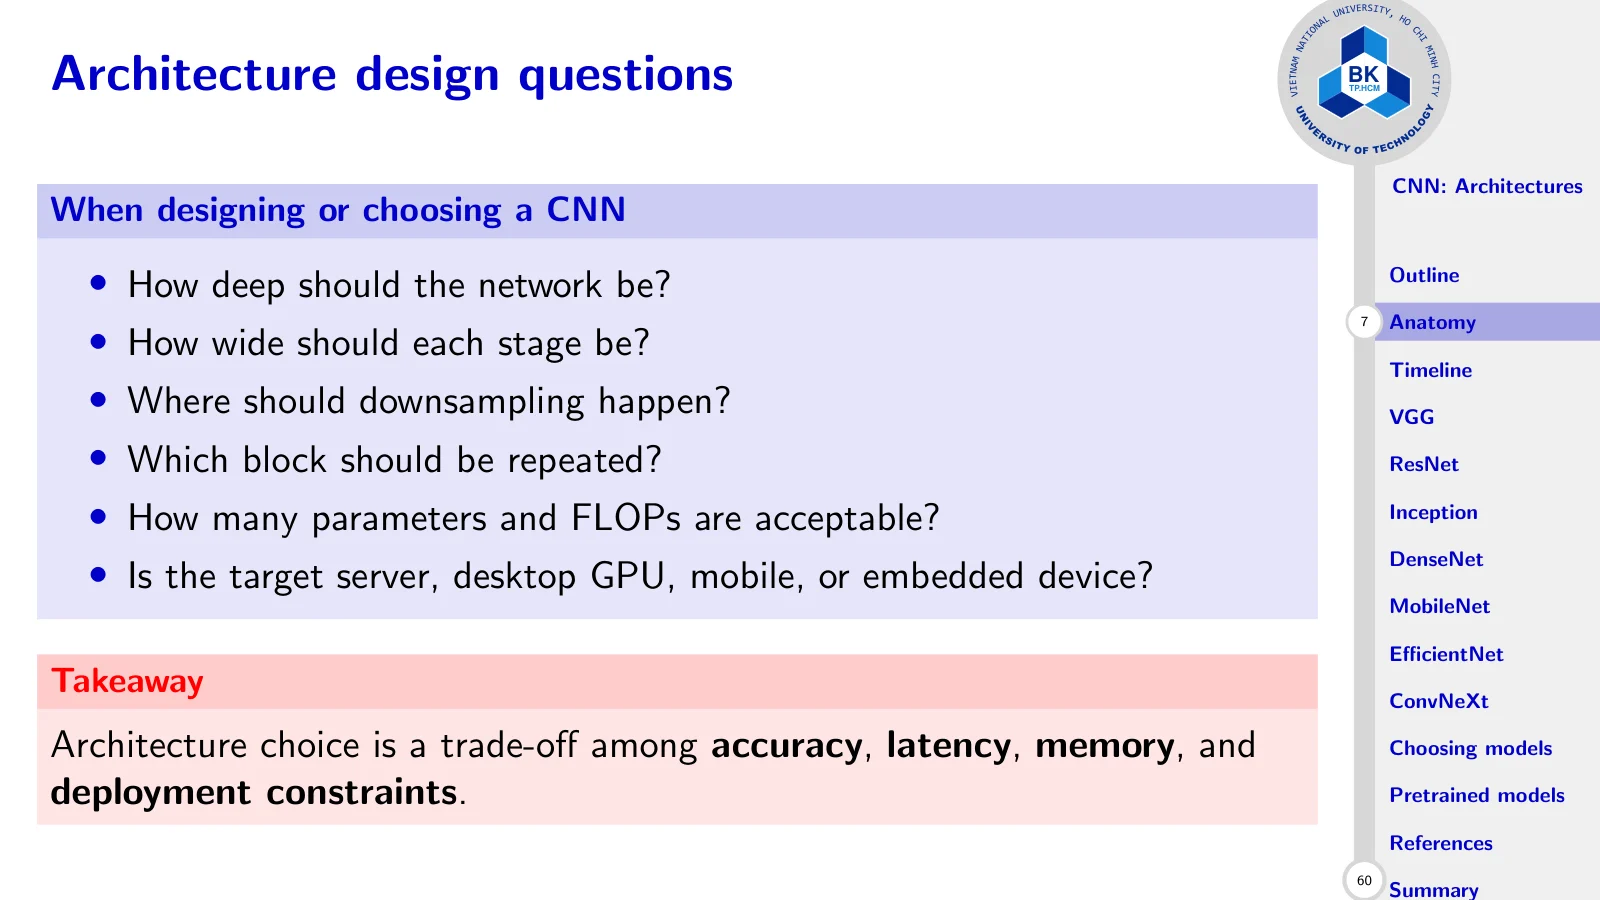 Architecture design questions
VIETNAM NATIONAL UNIVERSITY, HO CHI MINH CITY
BK
TP.HCM
UNIVERSITY OF TECHNOLOGY
When designing or choosing a CNN
• How deep should the network be?
• How wide should each stage be?
• Where should downsampling happen?
• Which block should be repeated?
• How many parameters and FLOPs are acceptable?
• Is the target server, desktop GPU, mobile, or embedded device?
Takeaway
Architecture choice is a trade-off among accuracy, latency, memory, and
deployment constraints.
CNN: Architectures
Outline
7
Anatomy
Timeline
VGG
ResNet
Inception
DenseNet
MobileNet
EfficientNet
ConvNeXt
Choosing models
Pretrained models
References
60
Summary